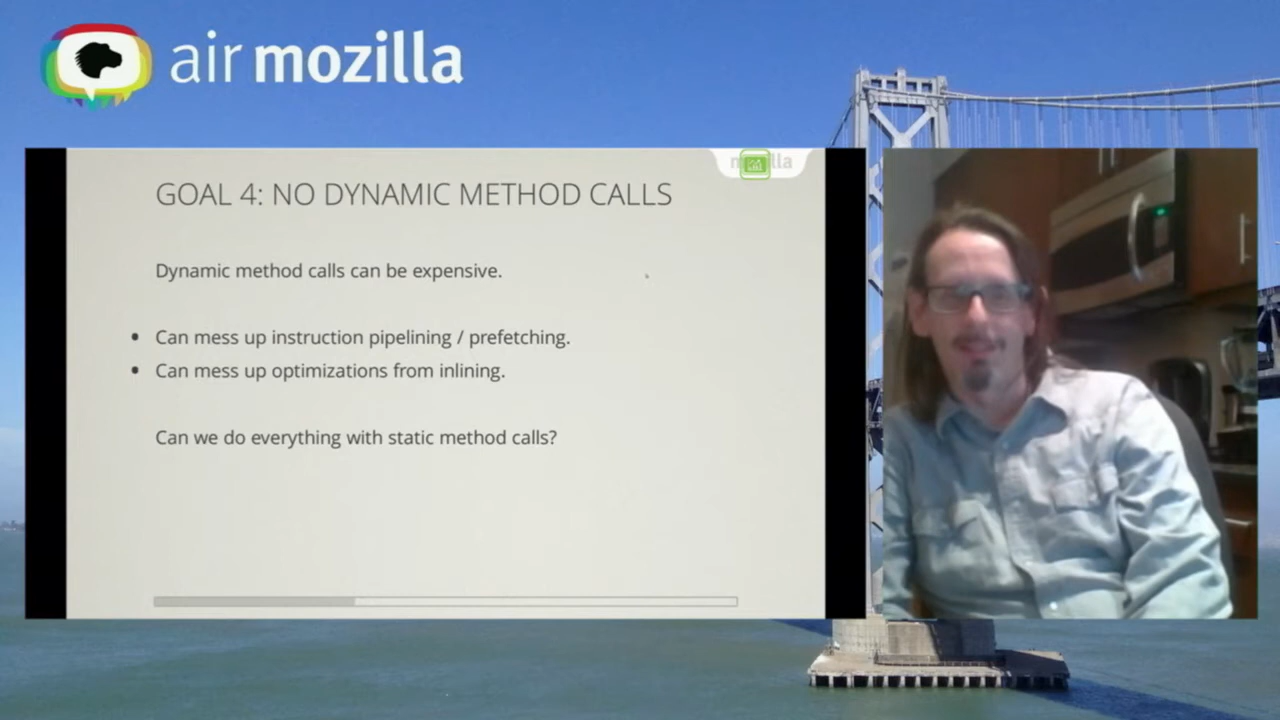 air mozilla
mozilla
GOAL 4: NO DYNAMIC METHOD CALLS
Dynamic method calls can be expensive.
• Can mess up instruction pipelining / prefetching.
• Can mess up optimizations from inlining.
Can we do everything with static method calls?